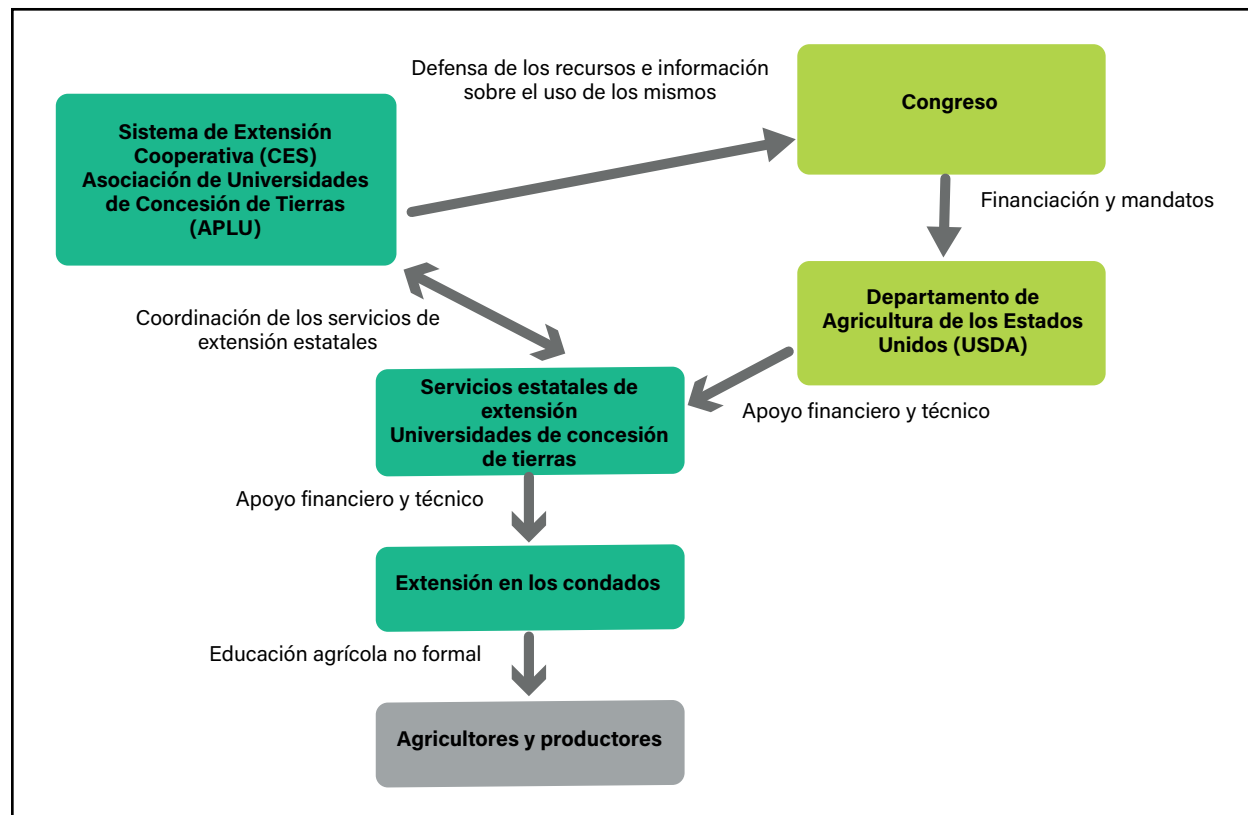 Defensa de los recursos e información
sobre el uso de los mismos
Sistema de Extensión
Cooperativa (CES)
Asociación de Universidades
de Concesión de Tierras
(APLU)
Congreso
Financiación y mandatos
Coordinación de los servicios de
extensión estatales
Departamento de
Agricultura de los Estados
Unidos (USDA)
Servicios estatales de
extensión
Universidades de concesión
de tierras
Apoyo financiero y técnico
Apoyo financiero y técnico
Extensión en los condados
Educación agrícola no formal
Agricultores y productores